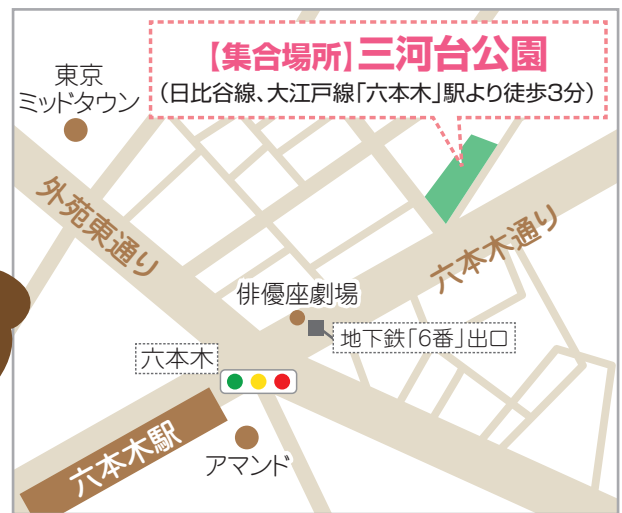 【集合場所】三河台公園
（日比谷線、大江戸線「六本木」駅より徒歩3分）
東京
ミッドタウン
外苑東通り
六本木通り
俳優座劇場
地下鉄「6番」出口
六本木
六本木駅
アマンド